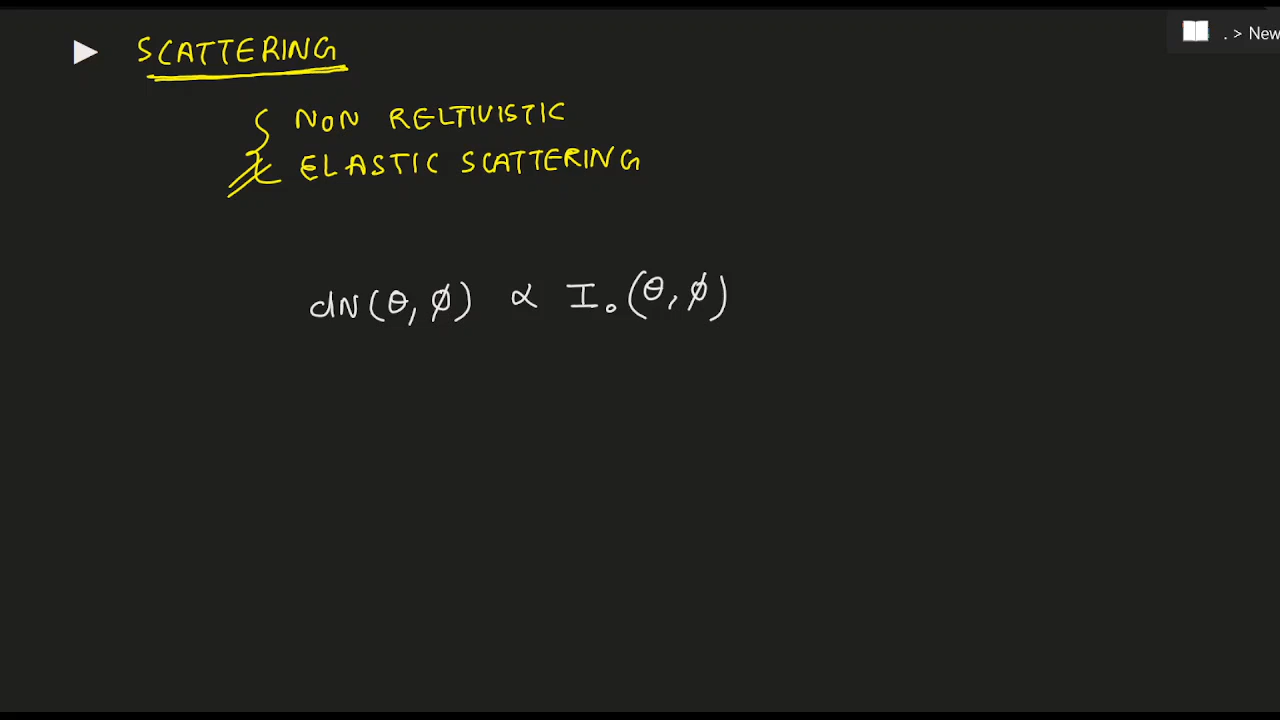 ▶ SCATTERING
. > New
NON RELTIVISTIC
ELASTIC SCATTERING
dN(θ, φ) ∝ I₀(θ, φ)